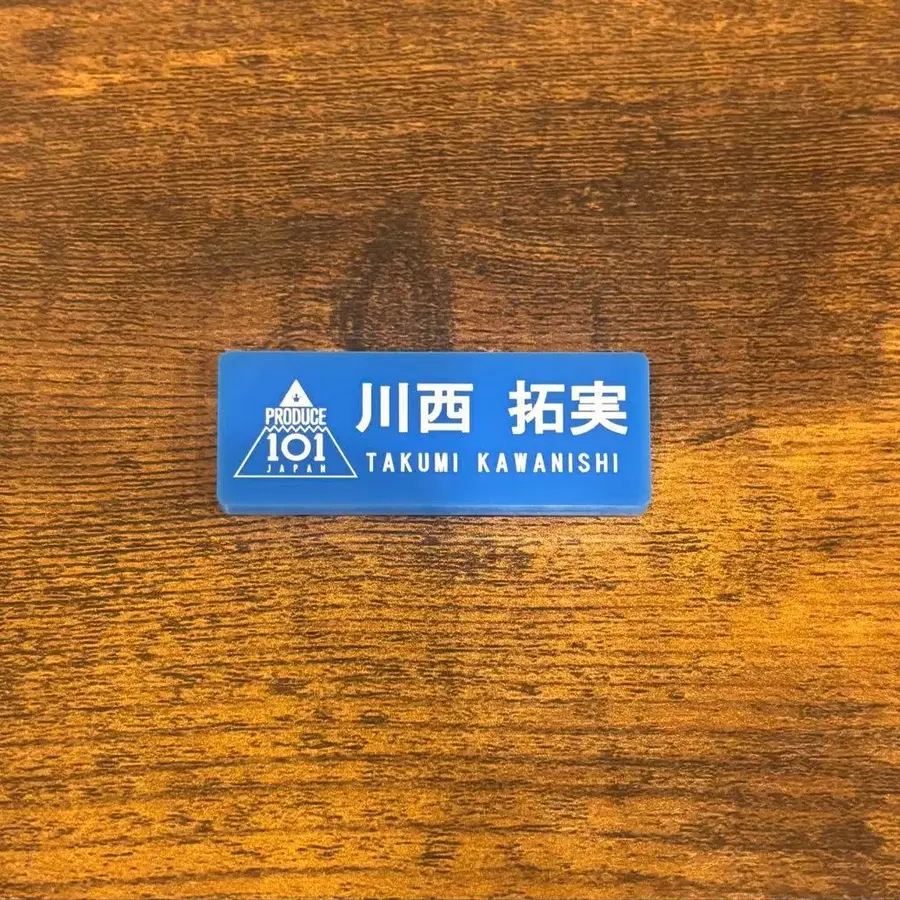 PRODUCE
101
JAPAN
川西 拓実
TAKUMI KAWANISHI